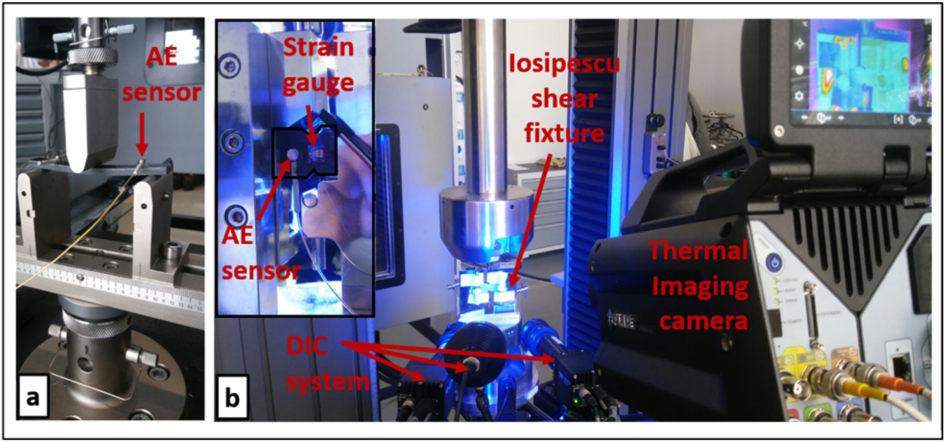 AE
sensor
a
Strain
gauge
AE
sensor
Iosipescu
shear
fixture
Thermal
Imaging
camera
DIC
system
b